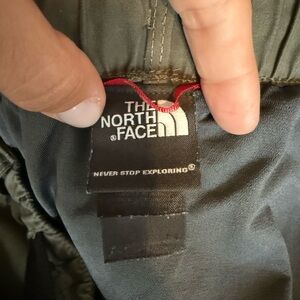 THE
NORTH
FACE
NEVER STOP EXPLORING®